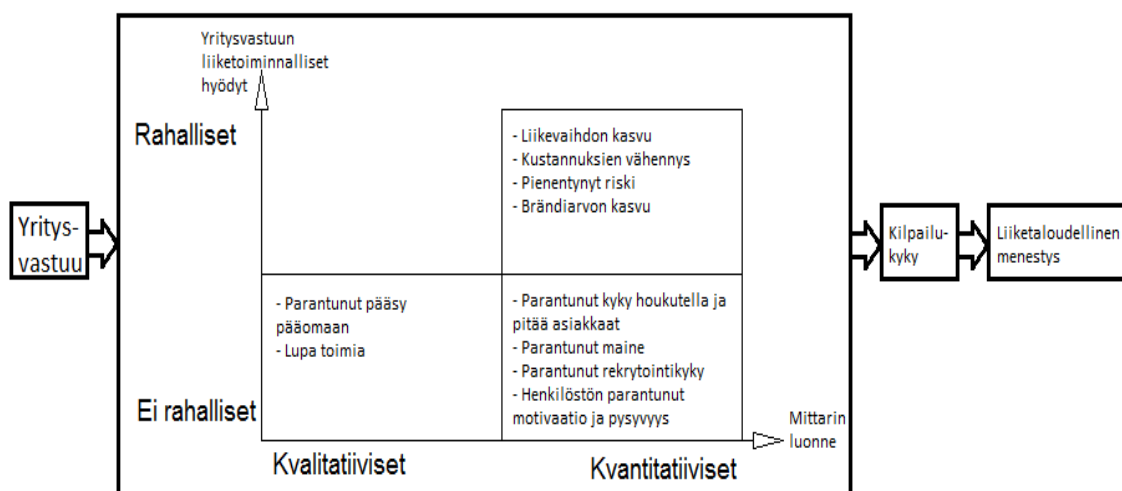 Yritysvastuun
liiketoiminnalliset
hyödyt
Rahalliset
- Liikevaihdon kasvu
- Kustannuksien vähennys
- Pienentynyt riski
- Brändiarvon kasvu
Yritys-
vastuu
Kilpailu-
kyky
Liiketaloudellinen
menestys
- Parantunut pääsy
pääomaan
- Lupa toimia
- Parantunut kyky houkutella ja
pitää asiakkaat
- Parantunut maine
- Parantunut rekrytointikyky
- Henkilöstön parantunut
motivaatio ja pysyvyys
Ei rahalliset
Mittarin
luonne
Kvalitatiiviset
Kvantitatiiviset